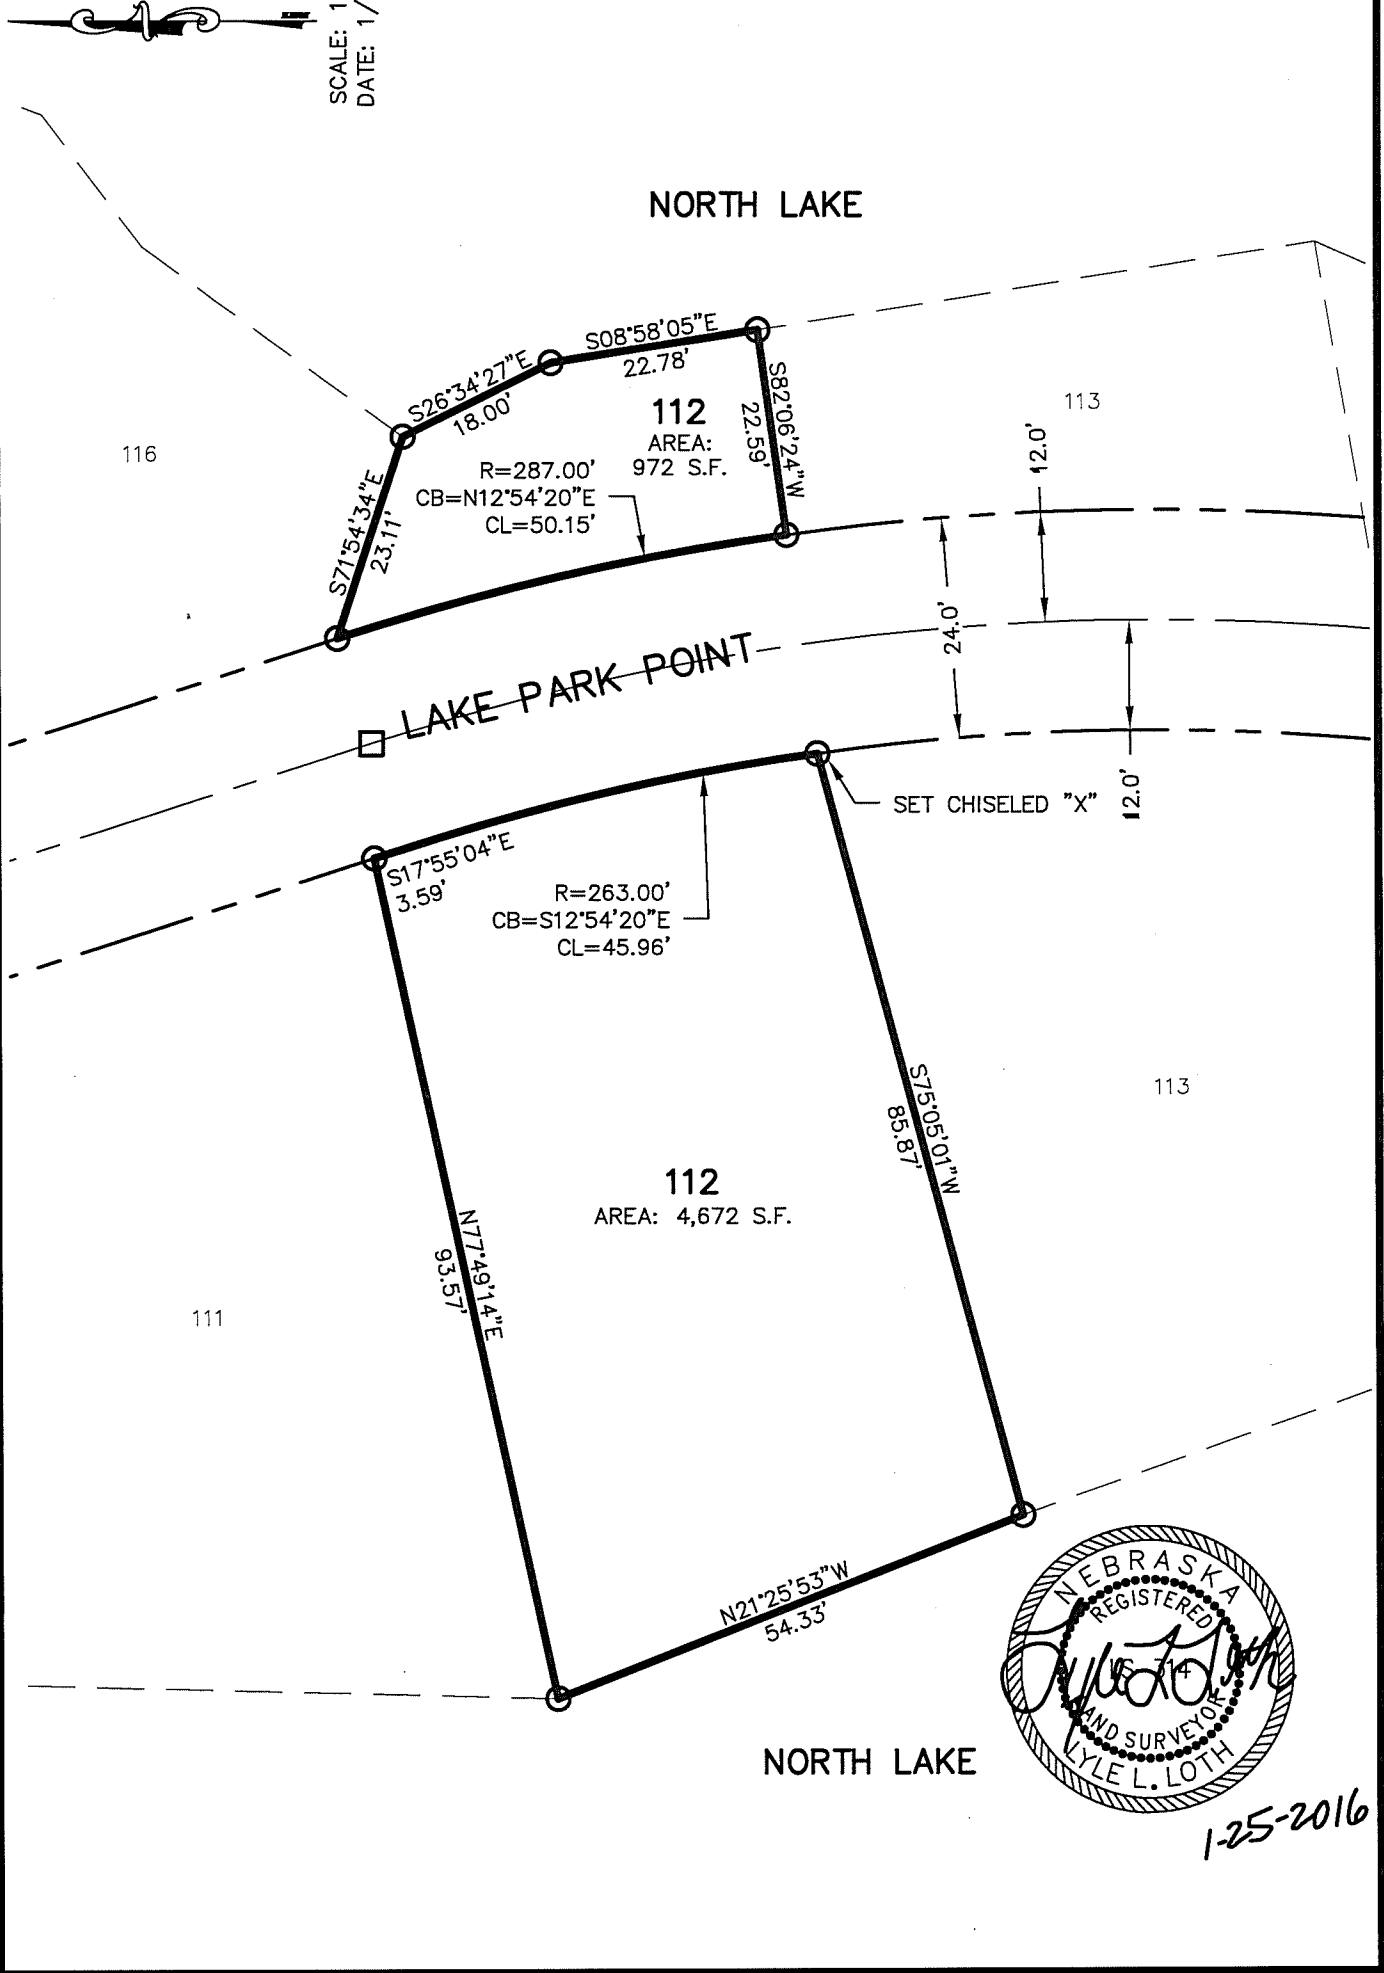 SCALE: 1
DATE: 1/
NORTH LAKE
S08°58'05"E
22.78'
S26°34'27"E
18.00'
S82°06'24"W
22.59'
112
AREA:
972 S.F.
113
116
12.0'
R=287.00'
CB=N12°54'20"E
CL=50.15'
S71°54'34"E
23.11'
24.0'
LAKE PARK POINT
12.0'
SET CHISELED "X"
S17°55'04"E
3.59'
R=263.00'
CB=S12°54'20"E
CL=45.96'
S75°05'01"W
85.87'
113
112
AREA: 4,672 S.F.
N77°49'14"E
93.57'
111
N21°25'53"W
54.33'
NEBRASKA
REGISTERED
LS 314
LAND SURVEYOR
LYLE L. LOTH
Lyle L. Loth
NORTH LAKE
1-25-2016